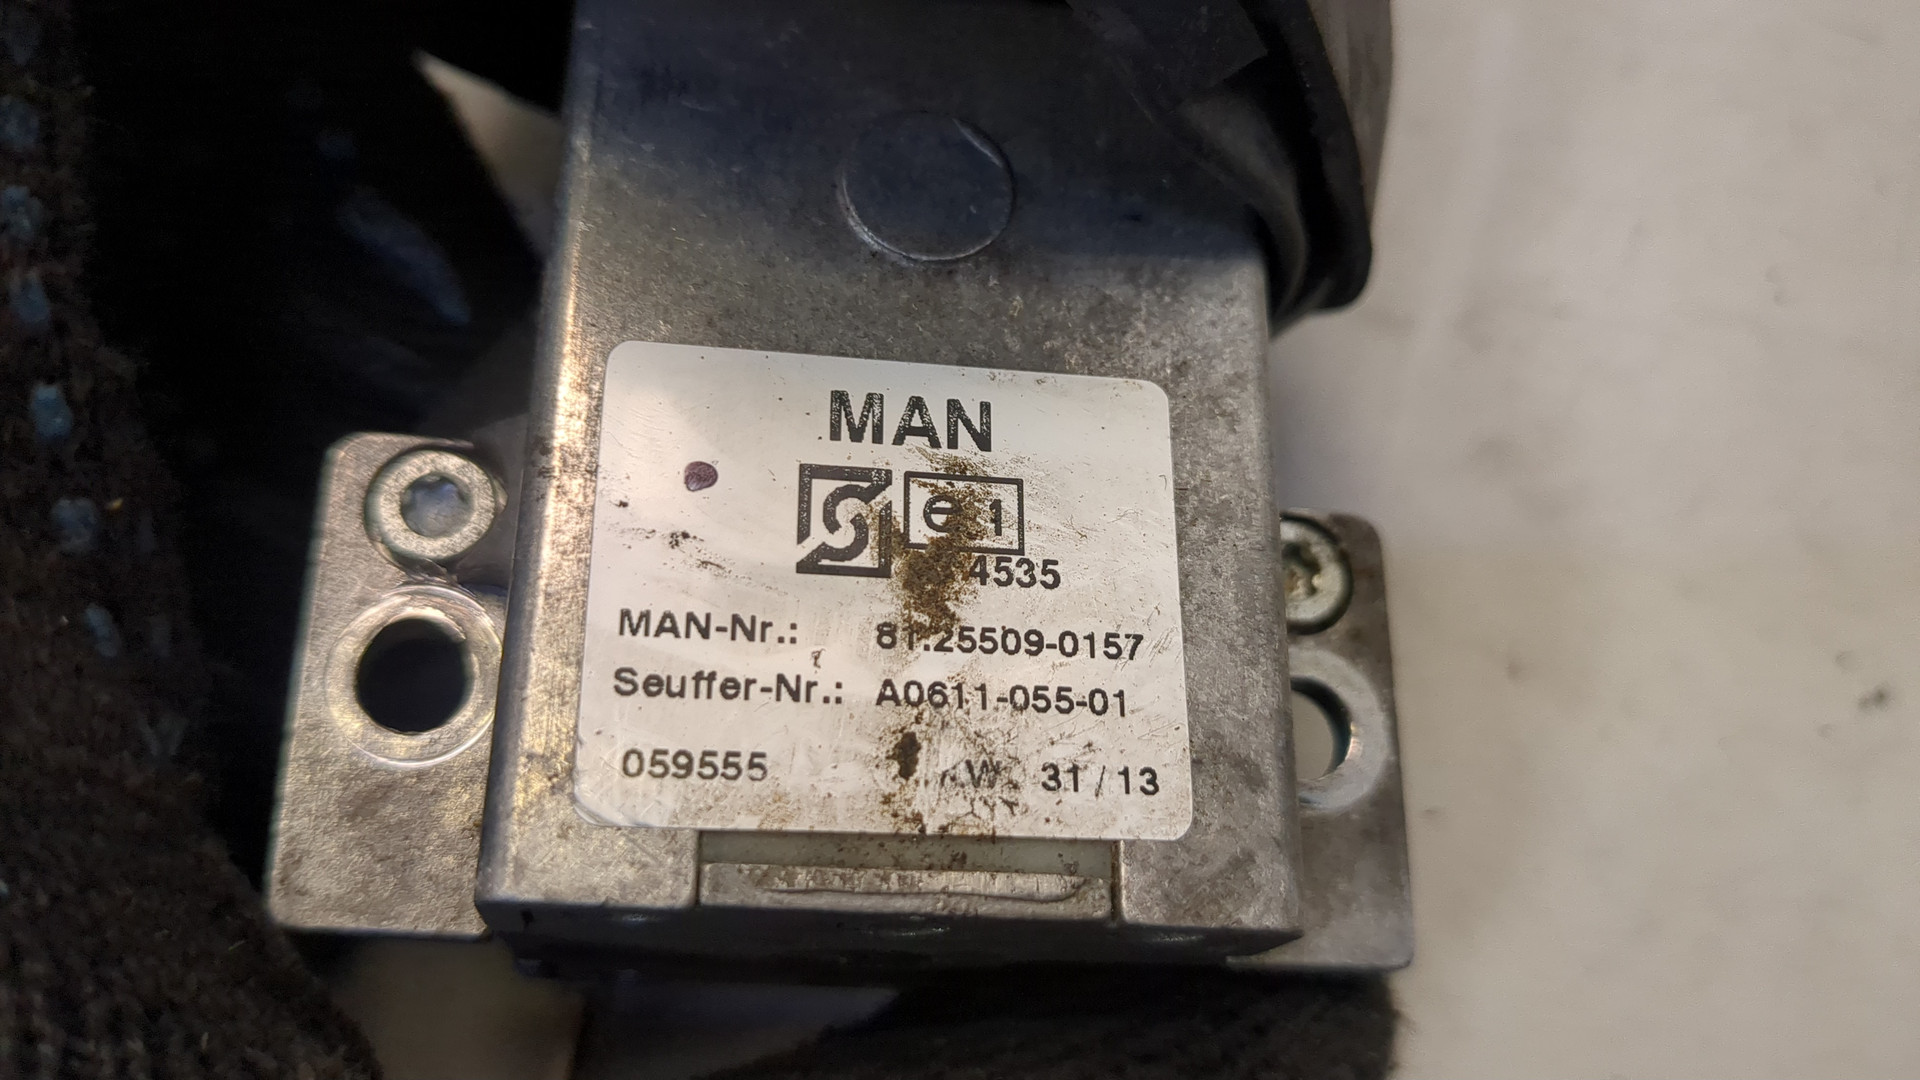 MAN
e 1
4535
MAN-Nr.: 81.25509-0157
Seuffer-Nr.: A0611-055-01
059555 W 31/13